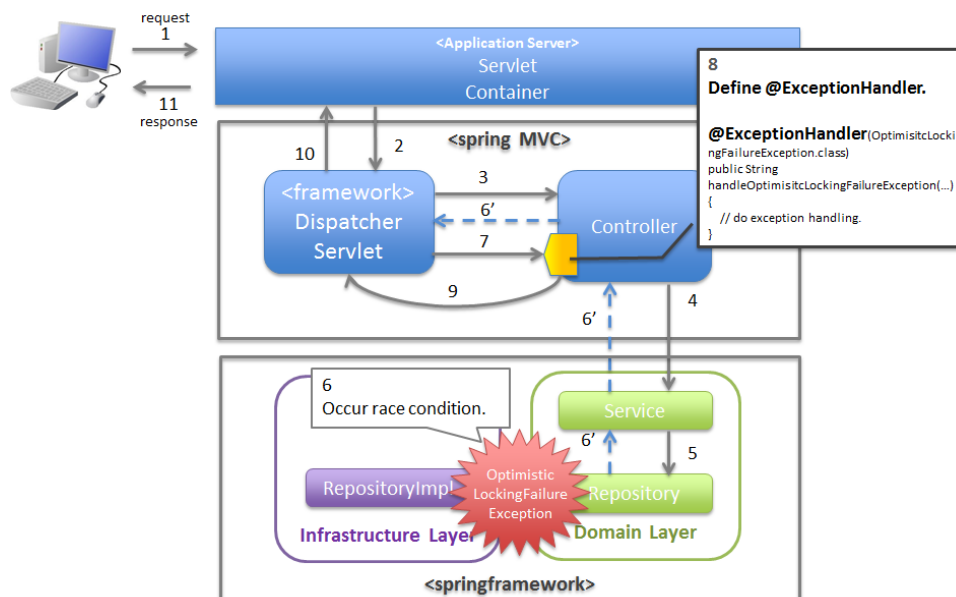 request
1
11
response
<Application Server>
Servlet
Container
8
Define @ExceptionHandler.
@ExceptionHandler(OptimisitcLocki
ngFailureException.class)
public String
handleOptimisitcLockingFailureException(...)
{
// do exception handling.
}
<spring MVC>
10
2
<framework>
Dispatcher
Servlet
3
6’
7
9
Controller
4
6’
6
Occur race condition.
Service
6’
5
RepositoryImpl
Optimistic
LockingFailure
Exception
Repository
Infrastructure Layer
Domain Layer
<springframework>